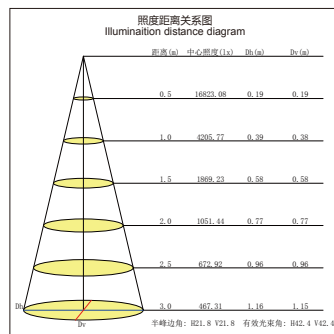 照度距离关系图
Illuminaition distance diagram
距离(m) 中心照度(lx) Dh(m) Dv(m)
0.5 16823.08 0.19 0.19
1.0 4205.77 0.39 0.38
1.5 1869.23 0.58 0.58
2.0 1051.44 0.77 0.77
2.5 672.92 0.96 0.96
3.0 467.31 1.16 1.15
Dh
Dv
半峰边角: H21.8 V21.8 有效光束角: H42.4 V42.4